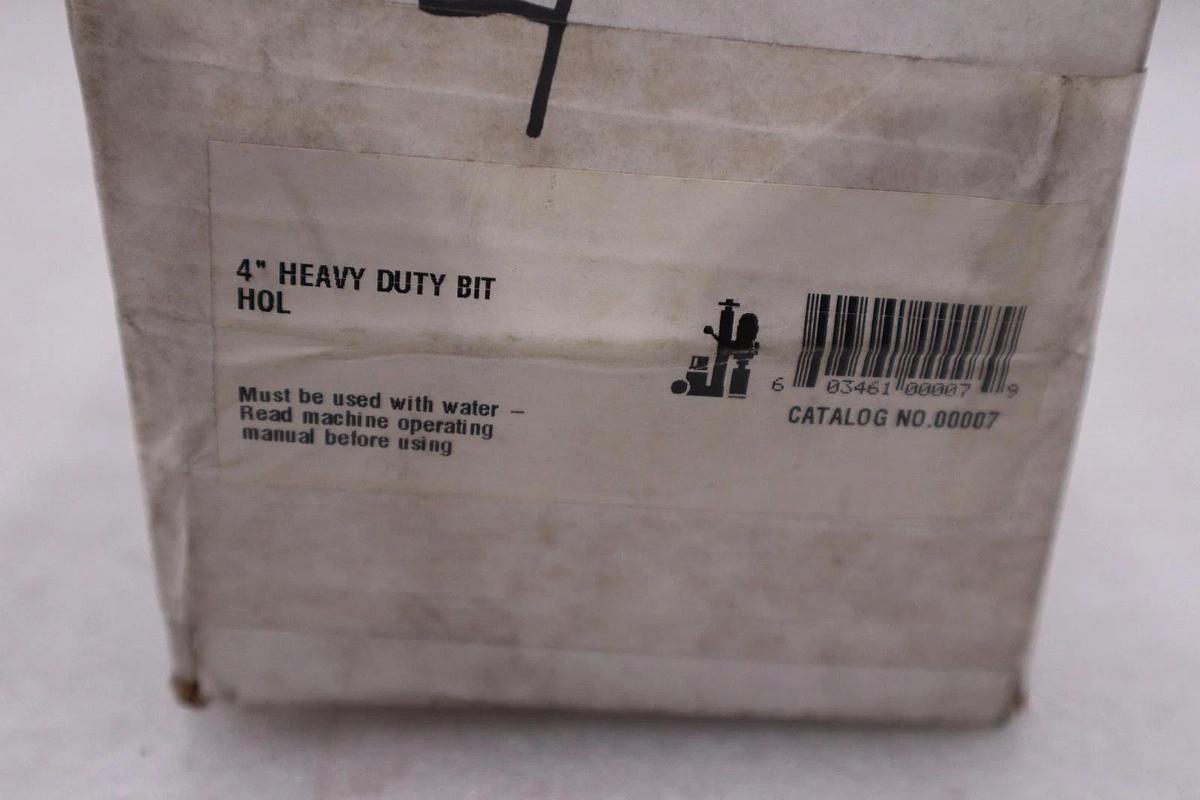 4
4" HEAVY DUTY BIT
HOL
Must be used with water –
Read machine operating
manual before using
6 03461 00007 9
CATALOG NO.00007